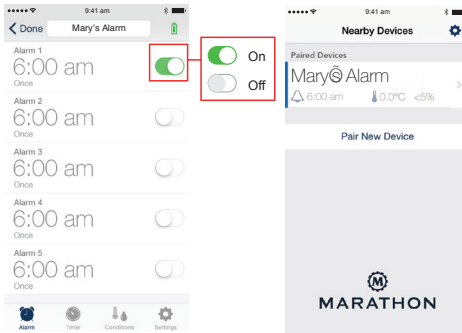 9:41 am
Done
Mary's Alarm
Alarm 1
6:00 am
Once
Alarm 2
6:00 am
Once
Alarm 3
6:00 am
Once
Alarm 4
6:00 am
Once
Alarm 5
6:00 am
Once
Alarm Timer Conditions Settings
On
Off
9:41 am
Nearby Devices
Paired Devices
MaryÕ Alarm
6:00 am 0.0°C <5%
Pair New Device
M
MARATHON